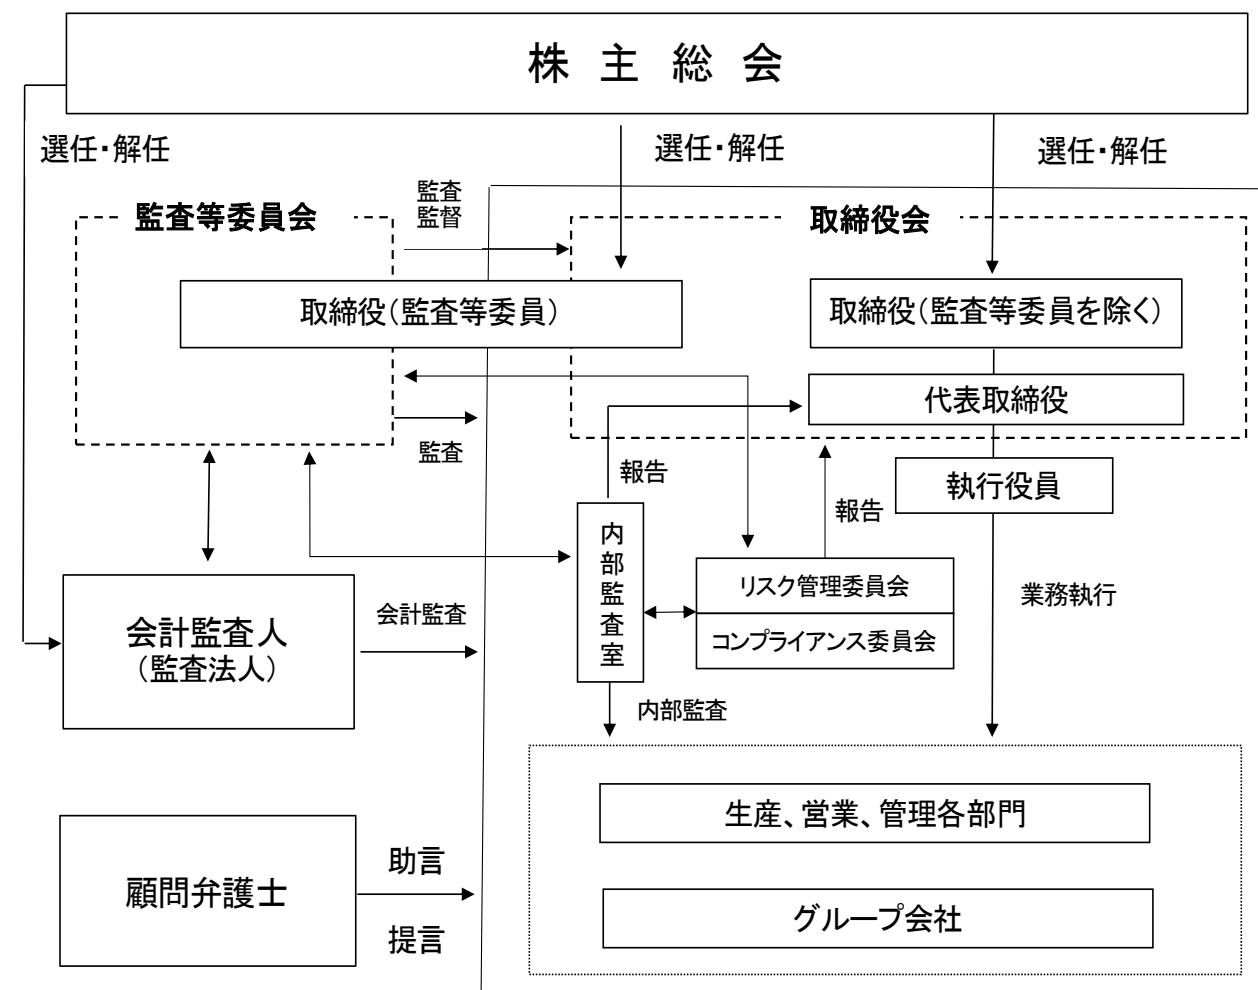 株主総会
選任・解任
選任・解任
選任・解任
監査
監督
監査等委員会
取締役会
取締役（監査等委員）
取締役（監査等委員を除く）
代表取締役
監査
報告
執行役員
報告
内部監査室
リスク管理委員会
コンプライアンス委員会
業務執行
会計監査人
（監査法人）
会計監査
内部監査
生産、営業、管理各部門
顧問弁護士
助言
提言
グループ会社